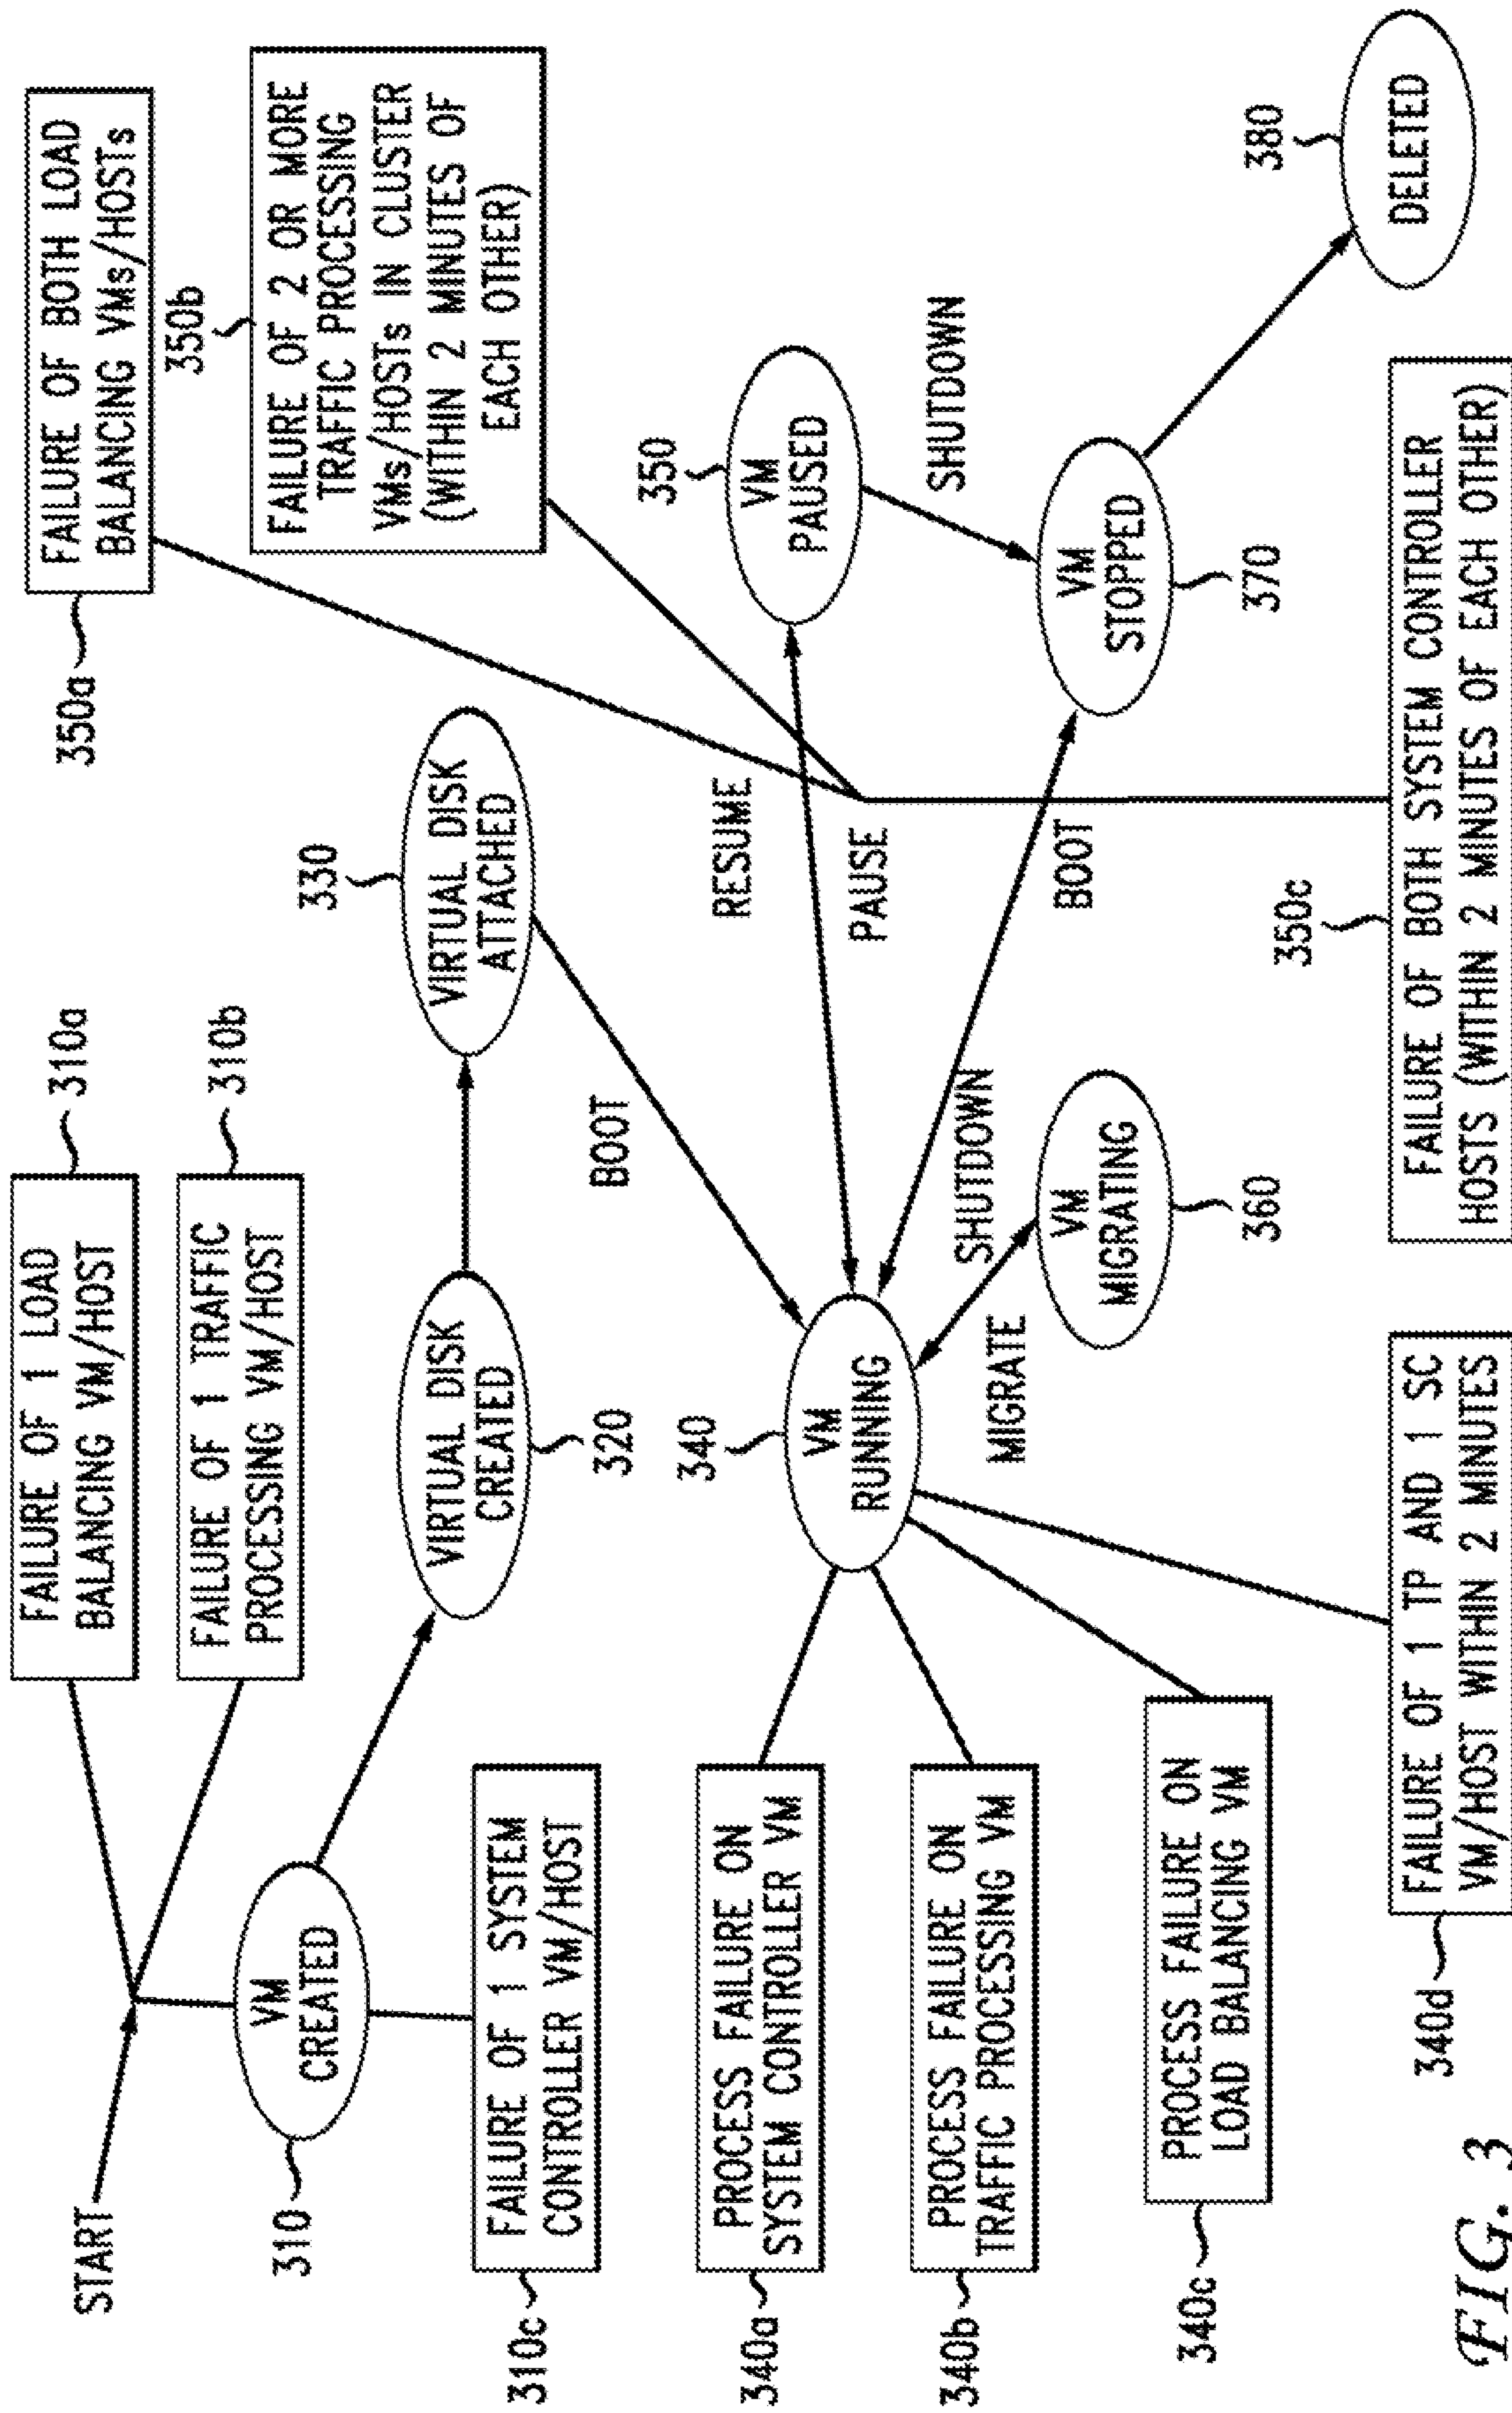 START
310
VM
CREATED
FAILURE OF 1 LOAD
BALANCING VM/HOST
310a
FAILURE OF 1 TRAFFIC
PROCESSING VM/HOST
310b
FAILURE OF 1 SYSTEM
CONTROLLER VM/HOST
310c
VIRTUAL DISK
CREATED
320
VIRTUAL DISK
ATTACHED
330
BOOT
350a
FAILURE OF BOTH LOAD
BALANCING VMs/HOSTs
350b
FAILURE OF 2 OR MORE
TRAFFIC PROCESSING
VMs/HOSTs IN CLUSTER
(WITHIN 2 MINUTES OF
EACH OTHER)
340a
PROCESS FAILURE ON
SYSTEM CONTROLLER VM
340b
PROCESS FAILURE ON
TRAFFIC PROCESSING VM
340c
PROCESS FAILURE ON
LOAD BALANCING VM
340
VM
RUNNING
RESUME
PAUSE
350
VM
PAUSED
SHUTDOWN
SHUTDOWN
BOOT
MIGRATE
VM
MIGRATING
360
VM
STOPPED
370
380
DELETED
340d
FAILURE OF 1 TP AND 1 SC
VM/HOST WITHIN 2 MINUTES
350c
FAILURE OF BOTH SYSTEM CONTROLLER
HOSTS (WITHIN 2 MINUTES OF EACH OTHER)
FIG. 3